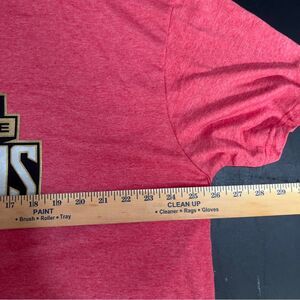 E
NS
17 18 19 20 21 22 23 24 25 26 27 28 29
PAINT
• Brush • Roller • Tray
CLEAN UP
• Cleaner • Rags • Gloves